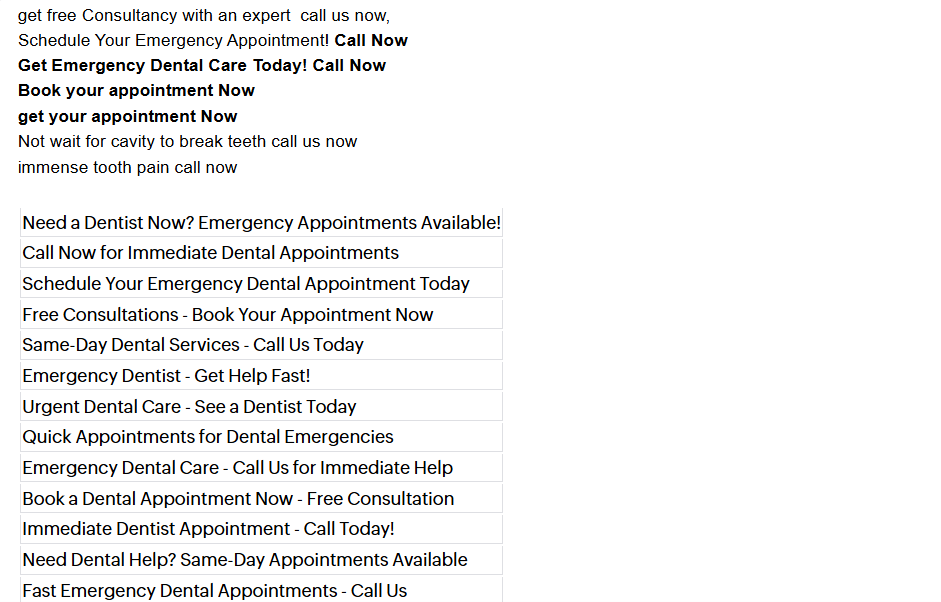 get free Consultancy with an expert  call us now,
Schedule Your Emergency Appointment! Call Now
Get Emergency Dental Care Today! Call Now
Book your appointment Now
get your appointment Now
Not wait for cavity to break teeth call us now
immense tooth pain call now
Need a Dentist Now? Emergency Appointments Available!
Call Now for Immediate Dental Appointments
Schedule Your Emergency Dental Appointment Today
Free Consultations - Book Your Appointment Now
Same-Day Dental Services - Call Us Today
Emergency Dentist - Get Help Fast!
Urgent Dental Care - See a Dentist Today
Quick Appointments for Dental Emergencies
Emergency Dental Care - Call Us for Immediate Help
Book a Dental Appointment Now - Free Consultation
Immediate Dentist Appointment - Call Today!
Need Dental Help? Same-Day Appointments Available
Fast Emergency Dental Appointments - Call Us